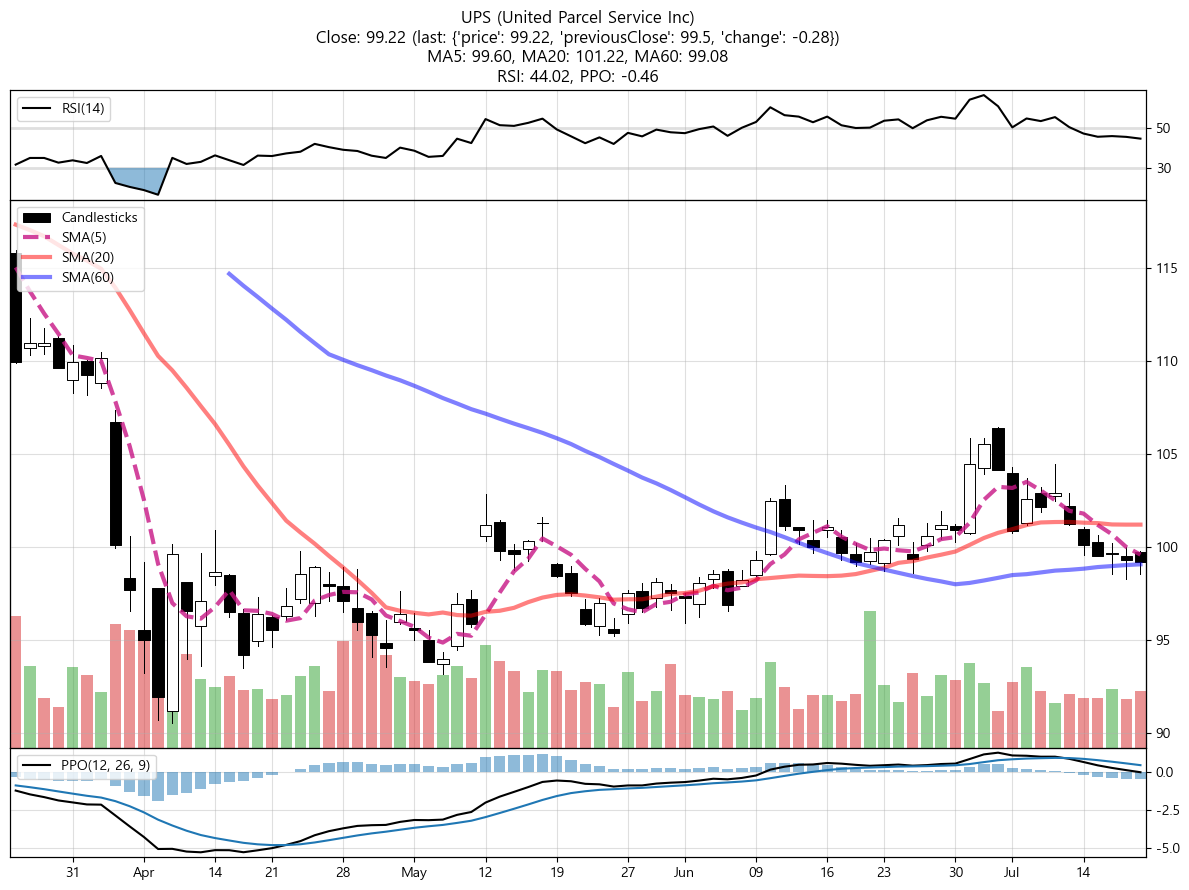 UPS (United Parcel Service Inc)
Close: 99.22 (last: {'price': 99.22, 'previousClose': 99.5, 'change': -0.28})
MA5: 99.60, MA20: 101.22, MA60: 99.08
RSI: 44.02, PPO: -0.46
RSI(14)
50
30
Candlesticks
SMA(5)
SMA(20)
SMA(60)
115
110
105
100
95
90
PPO(12, 26, 9)
0.0
-2.5
-5.0
31 Apr 14 21 28 May 12 19 27 Jun 09 16 23 30 Jul 14